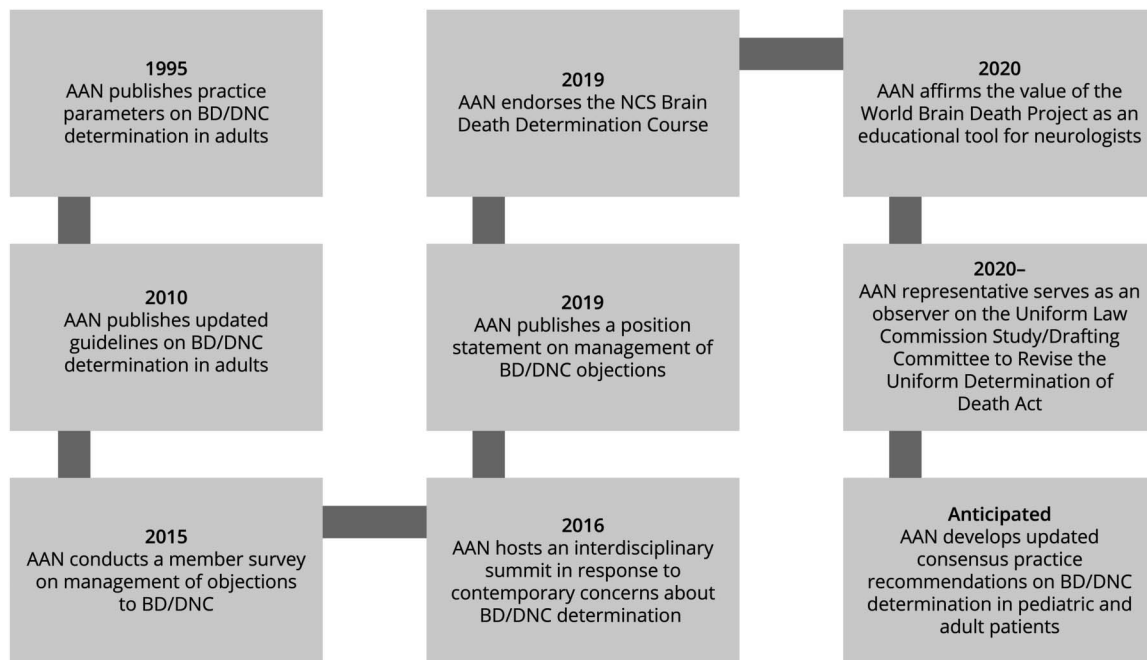 1995
AAN publishes practice
parameters on BD/DNC
determination in adults
2010
AAN publishes updated
guidelines on BD/DNC
determination in adults
2015
AAN conducts a member survey
on management of objections
to BD/DNC
2016
AAN hosts an interdisciplinary
summit in response to
contemporary concerns about
BD/DNC determination
2019
AAN publishes a position
statement on management of
BD/DNC objections
2019
AAN endorses the NCS Brain
Death Determination Course
2020
AAN affirms the value of the
World Brain Death Project as an
educational tool for neurologists
2020–
AAN representative serves as an
observer on the Uniform Law
Commission Study/Drafting
Committee to Revise the
Uniform Determination of
Death Act
Anticipated
AAN develops updated
consensus practice
recommendations on BD/DNC
determination in pediatric and
adult patients